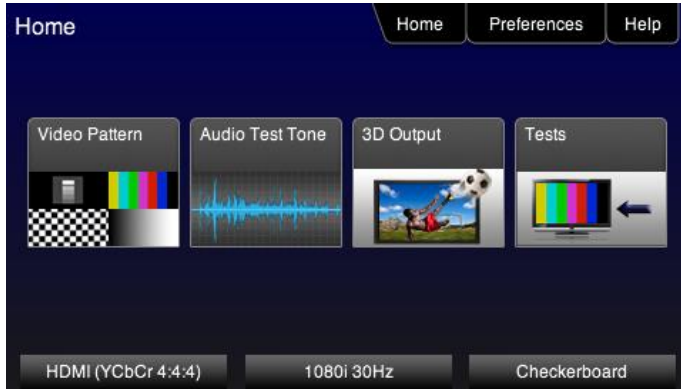 Home
Home
Preferences
Help
Video Pattern
Audio Test Tone
3D Output
Tests
HDMI (YCbCr 4:4:4)
1080i 30Hz
Checkerboard